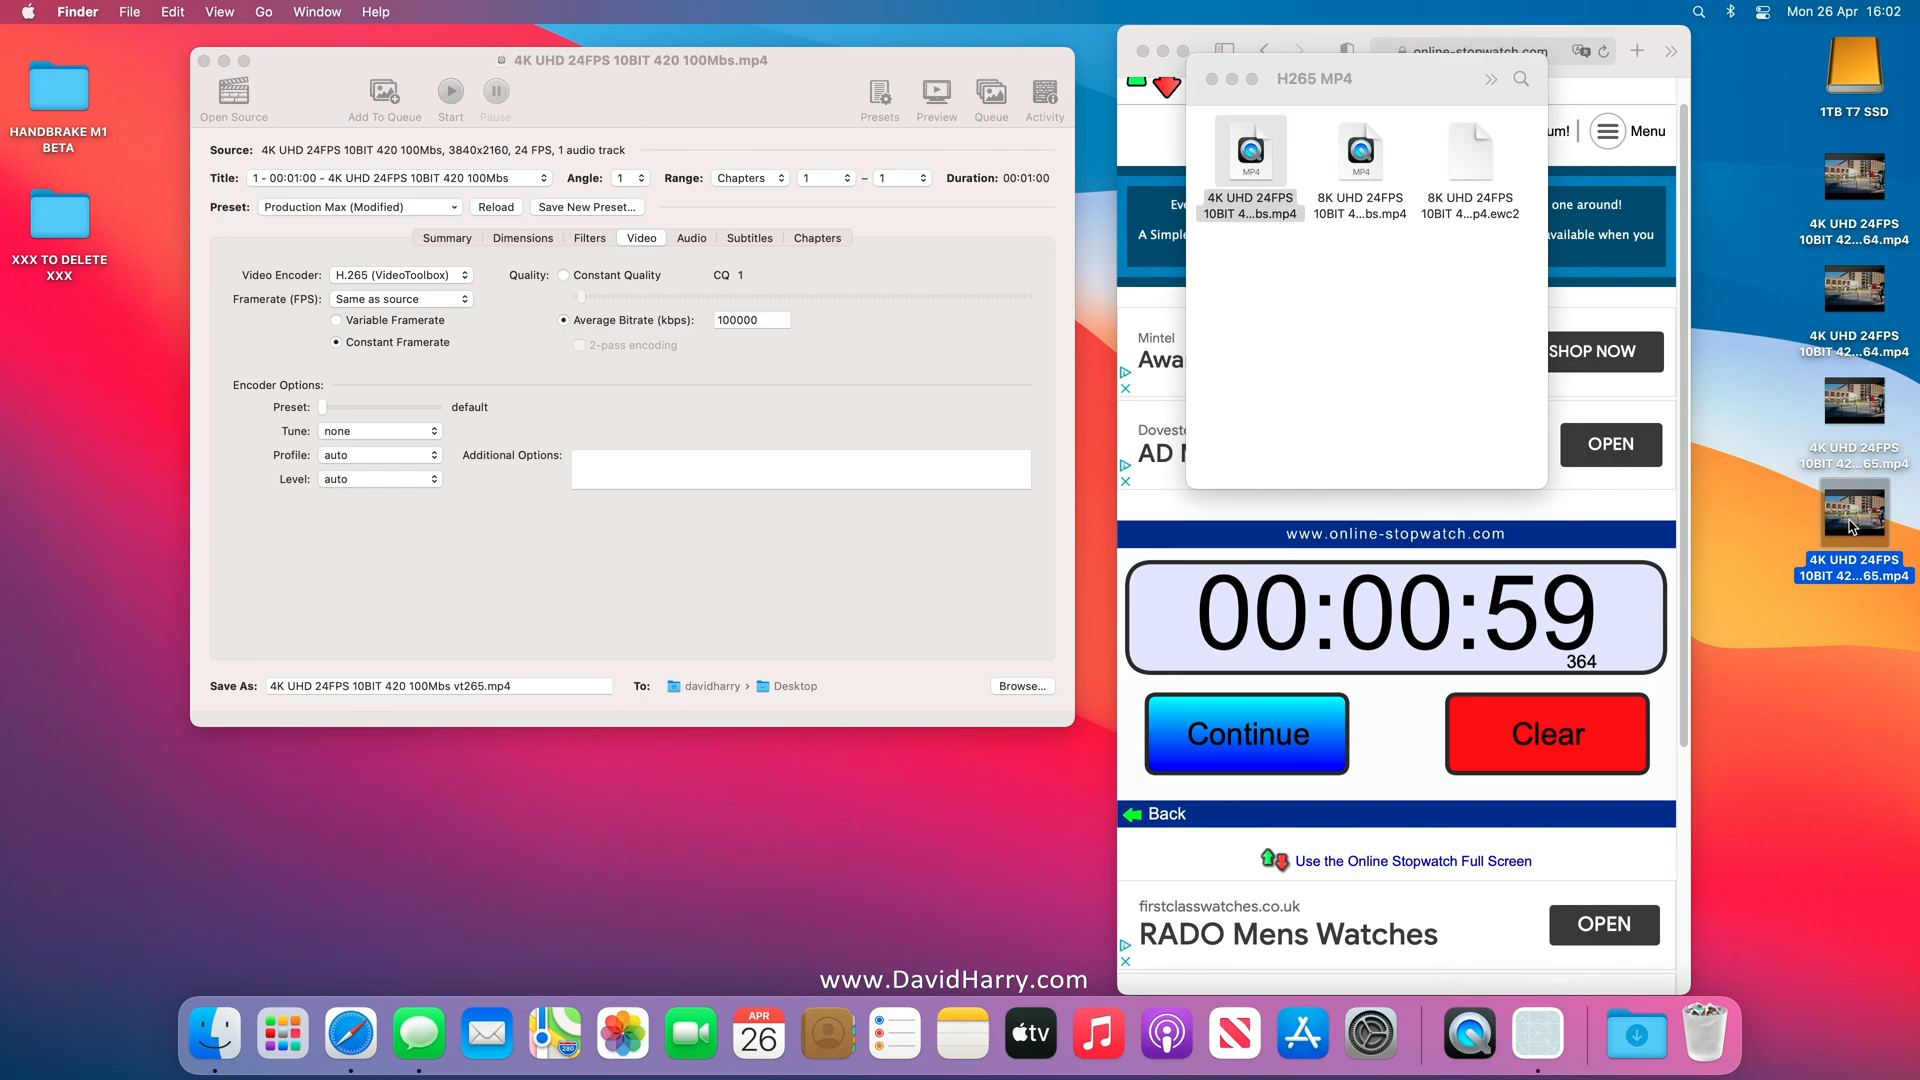 Finder File Edit View Go Window Help
Mon 26 Apr 16:02
HANDBRAKE M1
BETA
XXX TO DELETE
XXX
4K UHD 24FPS 10BIT 420 100Mbs.mp4
Open Source
Add To Queue
Start
Pause
Presets
Preview
Queue
Activity
Source: 4K UHD 24FPS 10BIT 420 100Mbs, 3840x2160, 24 FPS, 1 audio track
Title: 1 - 00:01:00 - 4K UHD 24FPS 10BIT 420 100Mbs Angle: 1 Range: Chapters 1 – 1 Duration: 00:01:00
Preset: Production Max (Modified) Reload Save New Preset...
Summary Dimensions Filters Video Audio Subtitles Chapters
Video Encoder: H.265 (VideoToolbox) Quality: Constant Quality CQ 1
Framerate (FPS): Same as source
Variable Framerate Average Bitrate (kbps): 100000
Constant Framerate 2-pass encoding
Encoder Options:
Preset: default
Tune: none
Profile: auto Additional Options:
Level: auto
Save As: 4K UHD 24FPS 10BIT 420 100Mbs vt265.mp4 To: davidharry › Desktop Browse...
online-stopwatch.com
H265 MP4
MP4
4K UHD 24FPS
10BIT 4...bs.mp4
MP4
8K UHD 24FPS
10BIT 4...bs.mp4
8K UHD 24FPS
10BIT 4...p4.ewc2
um! Menu
Eve
one around!
A Simple
available when you
Mintel
Awa
SHOP NOW
Dovesto
AD
OPEN
www.online-stopwatch.com
00:00:59
364
Continue
Clear
Back
Use the Online Stopwatch Full Screen
firstclasswatches.co.uk
RADO Mens Watches
OPEN
1TB T7 SSD
4K UHD 24FPS
10BIT 42...64.mp4
4K UHD 24FPS
10BIT 42...64.mp4
4K UHD 24FPS
10BIT 42...65.mp4
4K UHD 24FPS
10BIT 42...65.mp4
www.DavidHarry.com
280
APR
26
tv